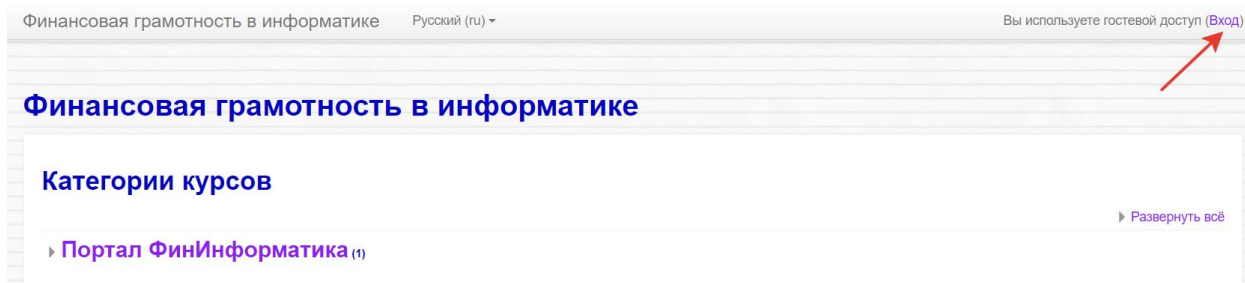 Финансовая грамотность в информатике Русский (ru) Вы используете гостевой доступ (Вход)
Финансовая грамотность в информатике
Категории курсов
Развернуть всё
Портал ФинИнформатика (1)